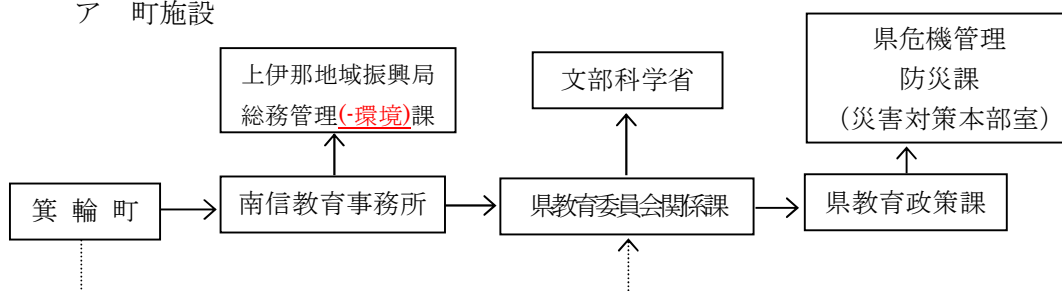 ア 町施設
上伊那地域振興局
総務管理(-環境)課
文部科学省
県危機管理
防災課
（災害対策本部室）
箕 輪 町
南信教育事務所
県教育委員会関係課
県教育政策課